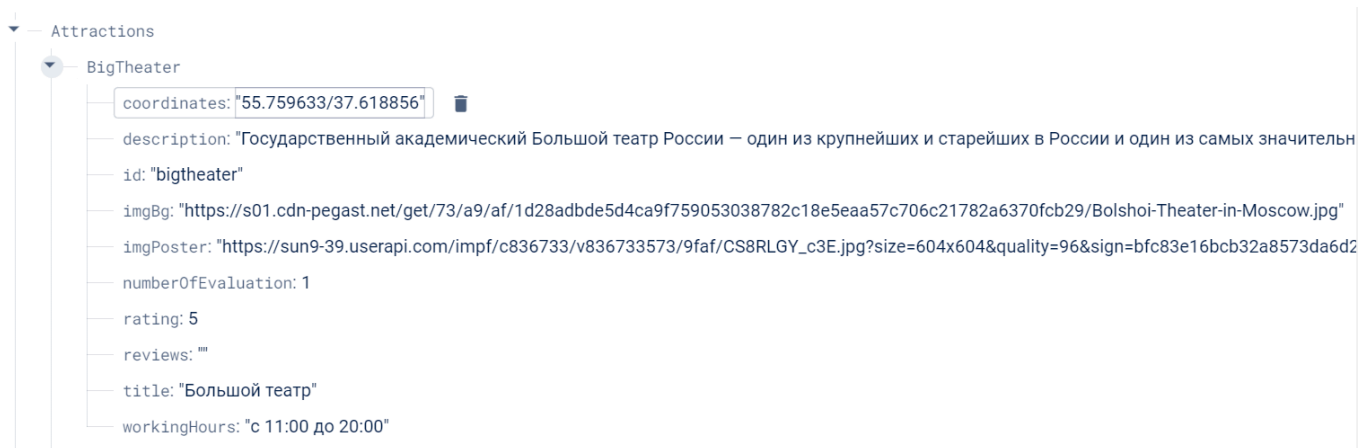 Attractions
BigTheater
coordinates: "55.759633/37.618856"
description: "Государственный академический Большой театр России — один из крупнейших и старейших в России и один из самых значительн
id: "bigtheater"
imgBg: "https://s01.cdn-pegast.net/get/73/a9/af/1d28adbde5d4ca9f759053038782c18e5eaa57c706c21782a6370fcb29/Bolshoi-Theater-in-Moscow.jpg"
imgPoster: "https://sun9-39.userapi.com/impf/c836733/v836733573/9faf/CS8RLGY_c3E.jpg?size=604x604&quality=96&sign=bfc83e16bcb32a8573da6d2
numberOfEvaluation: 1
rating: 5
reviews: ""
title: "Большой театр"
workingHours: "с 11:00 до 20:00"